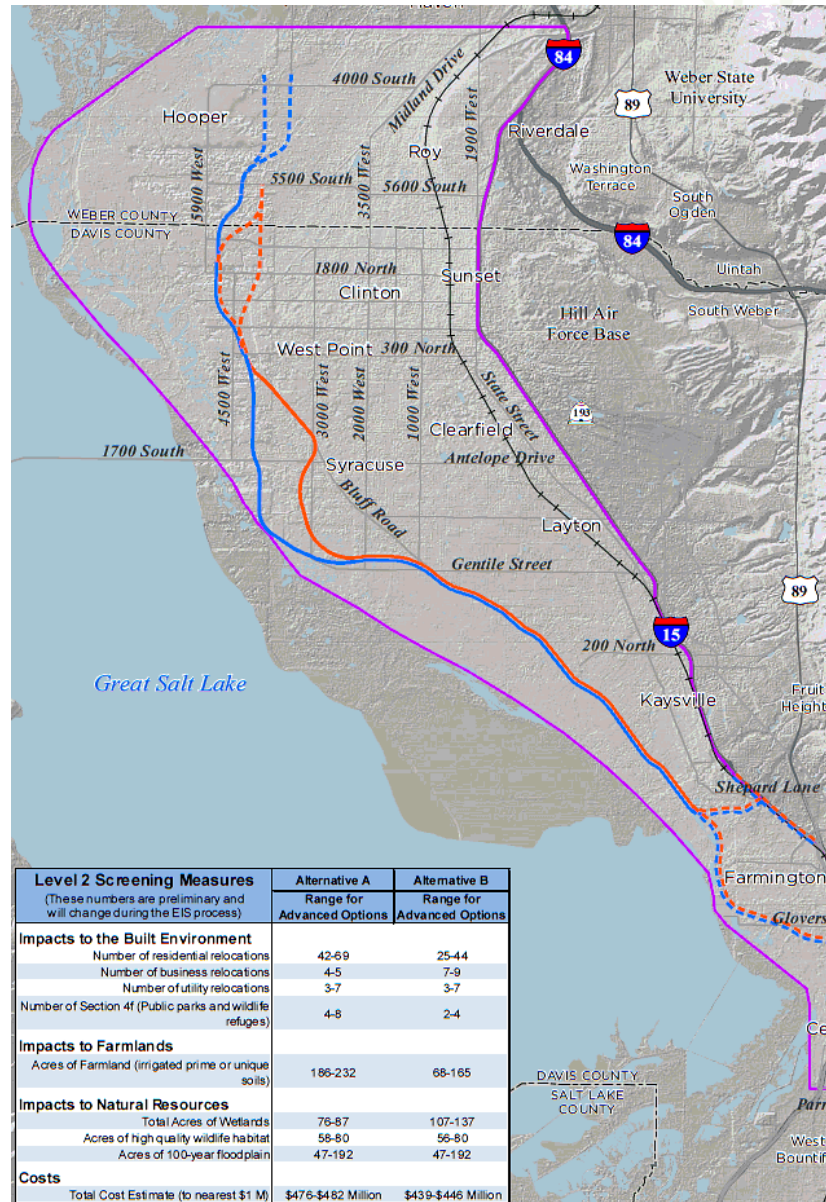 84
4000 South
Midland Drive
Weber State
University
89
Hooper
1900 West
Riverdale
Roy
3500 West
5900 West
Washington
Terrace
5500 South
5600 South
South
Ogden
WEBER COUNTY
DAVIS COUNTY
84
1800 North
Sunset
Uintah
Clinton
South Weber
Hill Air
Force Base
West Point
300 North
4500 West
3000 West
2000 West
1000 West
State Street
193
Clearfield
1700 South
Syracuse
Antelope Drive
Bluff Road
Layton
Gentile Street
89
15
200 North
Great Salt Lake
Kaysville
Fruit
Height
Shepard Lane
Farmington
Glovers
Ce
DAVIS COUNTY
SALT LAKE
COUNTY
Parr
West
Bountif
Level 2 Screening Measures
(These numbers are preliminary and
will change during the EIS process)
Alternative A
Alternative B
Range for
Advanced Options
Range for
Advanced Options
Impacts to the Built Environment
Number of residential relocations 42-69 25-44
Number of business relocations 4-5 7-9
Number of utility relocations 3-7 3-7
Number of Section 4f (Public parks and wildlife
refuges) 4-8 2-4
Impacts to Farmlands
Acres of Farmland (irrigated prime or unique
soils) 186-232 68-165
Impacts to Natural Resources
Total Acres of Wetlands 76-87 107-137
Acres of high quality wildlife habitat 58-80 56-80
Acres of 100-year floodplain 47-192 47-192
Costs
Total Cost Estimate (to nearest $1 M) $476-$482 Million $439-$446 Million